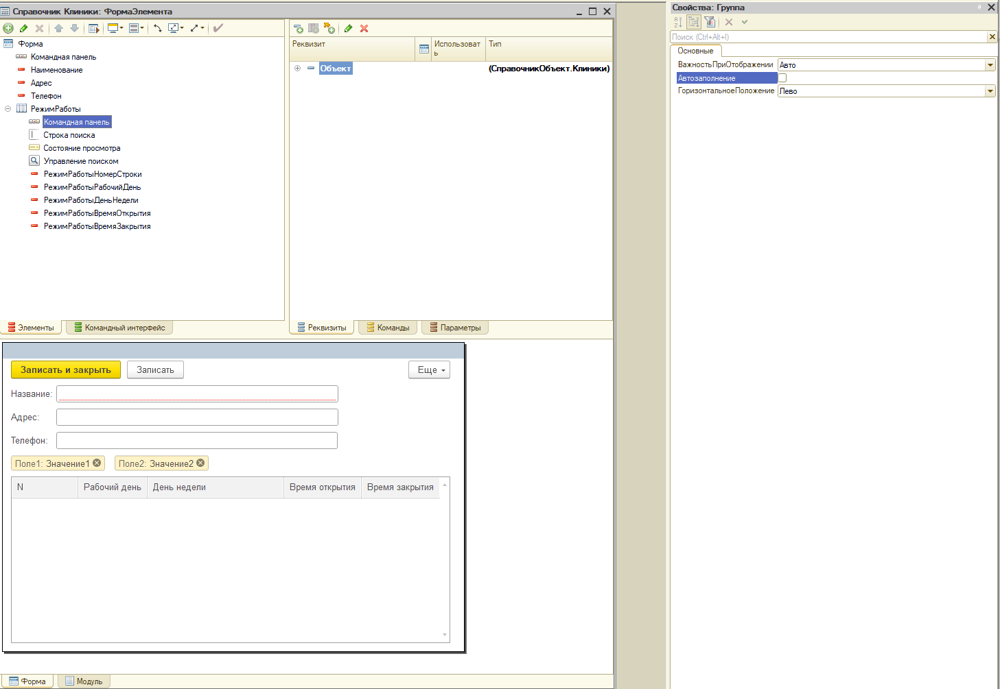 Справочник Клиники: ФормаЭлемента
Форма
Командная панель
Наименование
Адрес
Телефон
РежимРаботы
Командная панель
Строка поиска
Состояние просмотра
Управление поиском
РежимРаботыНомерСтроки
РежимРаботыРабочийДень
РежимРаботыДеньНедели
РежимРаботыВремяОткрытия
РежимРаботыВремяЗакрытия
Элементы
Командный интерфейс
Реквизит
Использоват
ь
Тип
Объект
(СправочникОбъект.Клиники)
Реквизиты
Команды
Параметры
Записать и закрыть
Записать
Еще
Название:
Адрес:
Телефон:
Поле1: Значение1
Поле2: Значение2
N
Рабочий день
День недели
Время открытия
Время закрытия
Форма
Модуль
Свойства: Группа
Поиск (Ctrl+Alt+I)
Основные
ВажностьПриОтображении
Авто
Автозаполнение
ГоризонтальноеПоложение
Лево